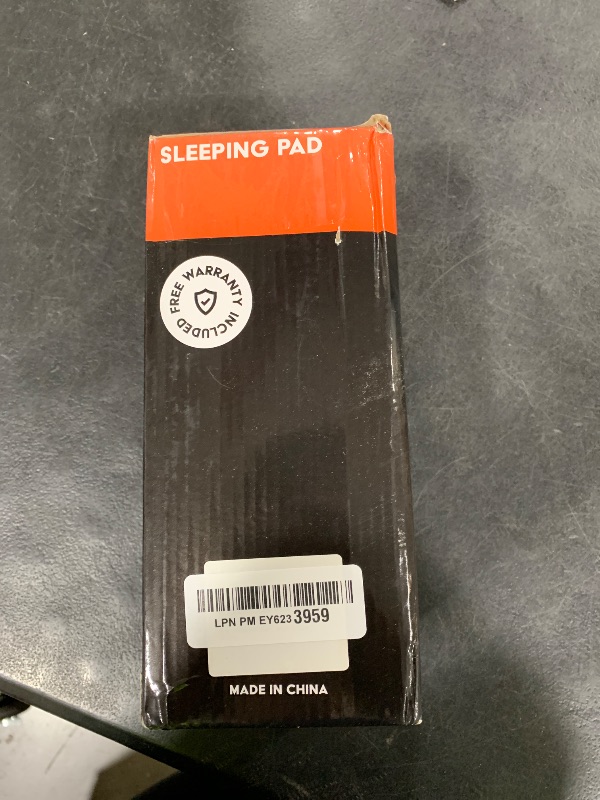 SLEEPING PAD
FREE WARRANTY INCLUDED
LPN PM EY623 3959
MADE IN CHINA